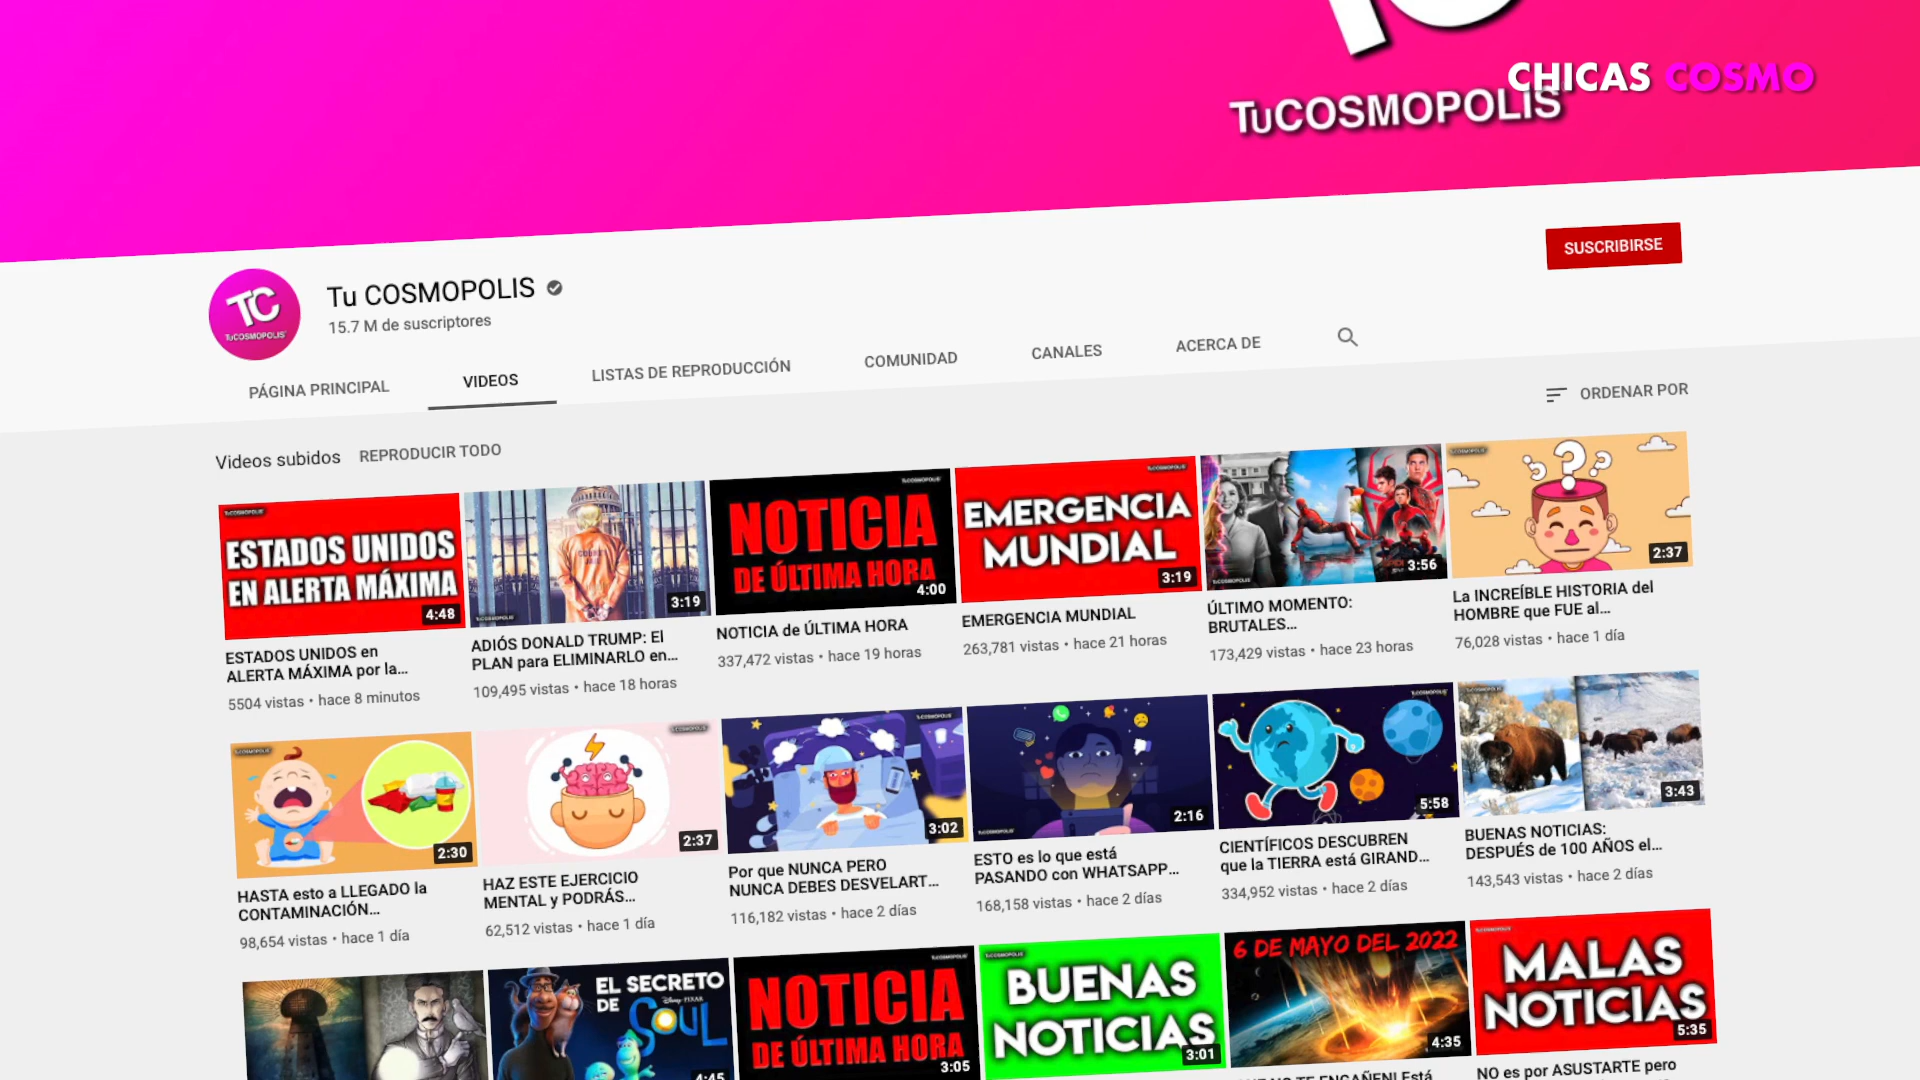 CHICAS COSMO
TuCOSMOPOLIS
SUSCRIBIRSE
TC
TuCOSMOPOLIS
Tu COSMOPOLIS
15.7 M de suscriptores
PÁGINA PRINCIPAL
VIDEOS
LISTAS DE REPRODUCCIÓN
COMUNIDAD
CANALES
ACERCA DE
ORDENAR POR
Videos subidos
REPRODUCIR TODO
ESTADOS UNIDOS
EN ALERTA MÁXIMA
4:48
ESTADOS UNIDOS en
ALERTA MÁXIMA por la...
5504 vistas • hace 8 minutos
3:19
ADIÓS DONALD TRUMP: El
PLAN para ELIMINARLO en...
109,495 vistas • hace 18 horas
NOTICIA
DE ÚLTIMA HORA
4:00
NOTICIA de ÚLTIMA HORA
337,472 vistas • hace 19 horas
EMERGENCIA
MUNDIAL
3:19
EMERGENCIA MUNDIAL
263,781 vistas • hace 21 horas
3:56
ÚLTIMO MOMENTO:
BRUTALES...
173,429 vistas • hace 23 horas
2:37
La INCREÍBLE HISTORIA del
HOMBRE que FUE al...
76,028 vistas • hace 1 día
2:30
HASTA esto a LLEGADO la
CONTAMINACIÓN...
98,654 vistas • hace 1 día
2:37
HAZ ESTE EJERCICIO
MENTAL y PODRÁS...
62,512 vistas • hace 1 día
3:02
Por que NUNCA PERO
NUNCA DEBES DESVELART...
116,182 vistas • hace 2 días
2:16
ESTO es lo que está
PASANDO con WHATSAPP...
168,158 vistas • hace 2 días
5:58
CIENTÍFICOS DESCUBREN
que la TIERRA está GIRAND...
334,952 vistas • hace 2 días
3:43
BUENAS NOTICIAS:
DESPUÉS de 100 AÑOS el...
143,543 vistas • hace 2 días
EL SECRETO
DE
Disney PIXAR
SOUL
4:45
NOTICIA
DE ÚLTIMA HORA
3:05
BUENAS
NOTICIAS
3:01
6 DE MAYO DEL 2022
4:35
NO TE ENGAÑEN! Está
MALAS
NOTICIAS
5:35
NO es por ASUSTARTE pero